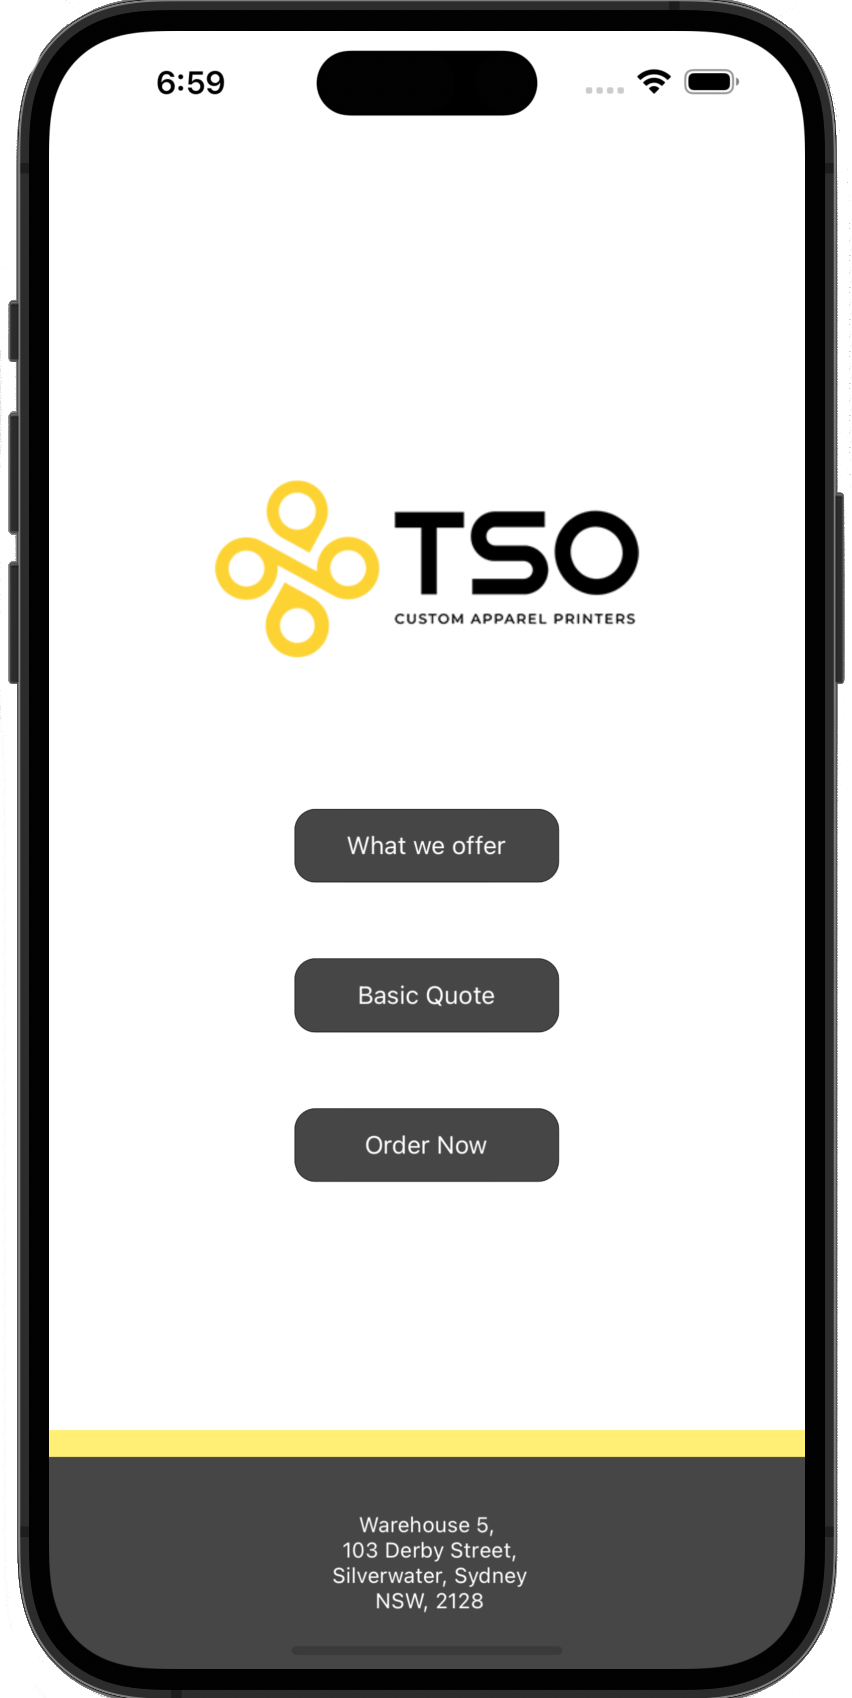 6:59
TSO
CUSTOM APPAREL PRINTERS
What we offer
Basic Quote
Order Now
Warehouse 5,
103 Derby Street,
Silverwater, Sydney
NSW, 2128